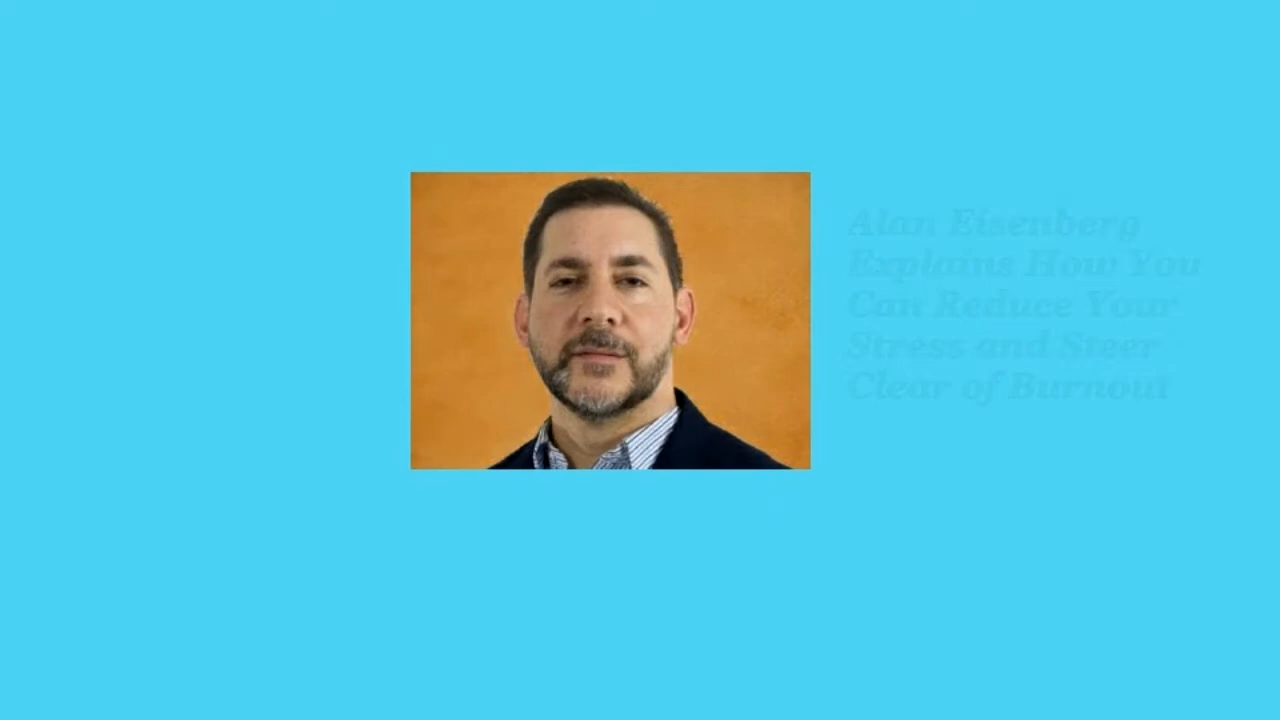 Alan Eisenberg
Explains How You
Can Reduce Your
Stress and Steer
Clear of Burnout